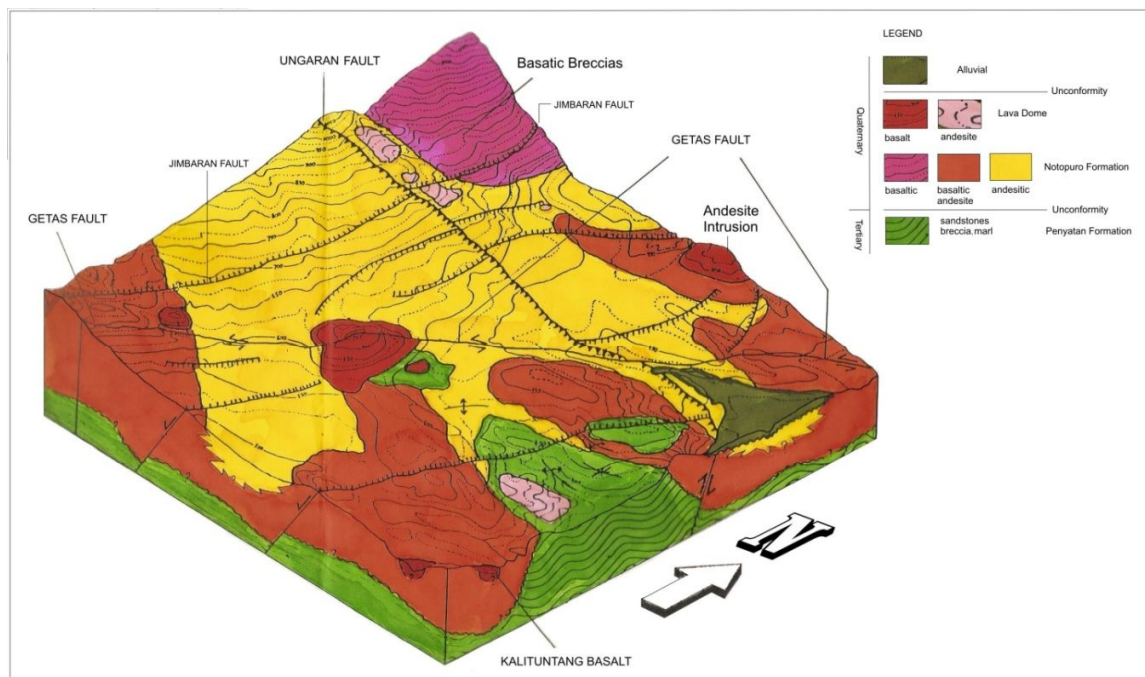 UNGARAN FAULT
Basatic Breccias
JIMBARAN FAULT
GETAS FAULT
JIMBARAN FAULT
GETAS FAULT
Andesite
Intrusion
KALITUNTANG BASALT
N
LEGEND
Quaternary
Tertiary
Alluvial
Unconformity
Lava Dome
basalt
andesite
Notopuro Formation
basaltic
basaltic
andesite
andesitic
Unconformity
sandstones
breccia,marl
Penyatan Formation